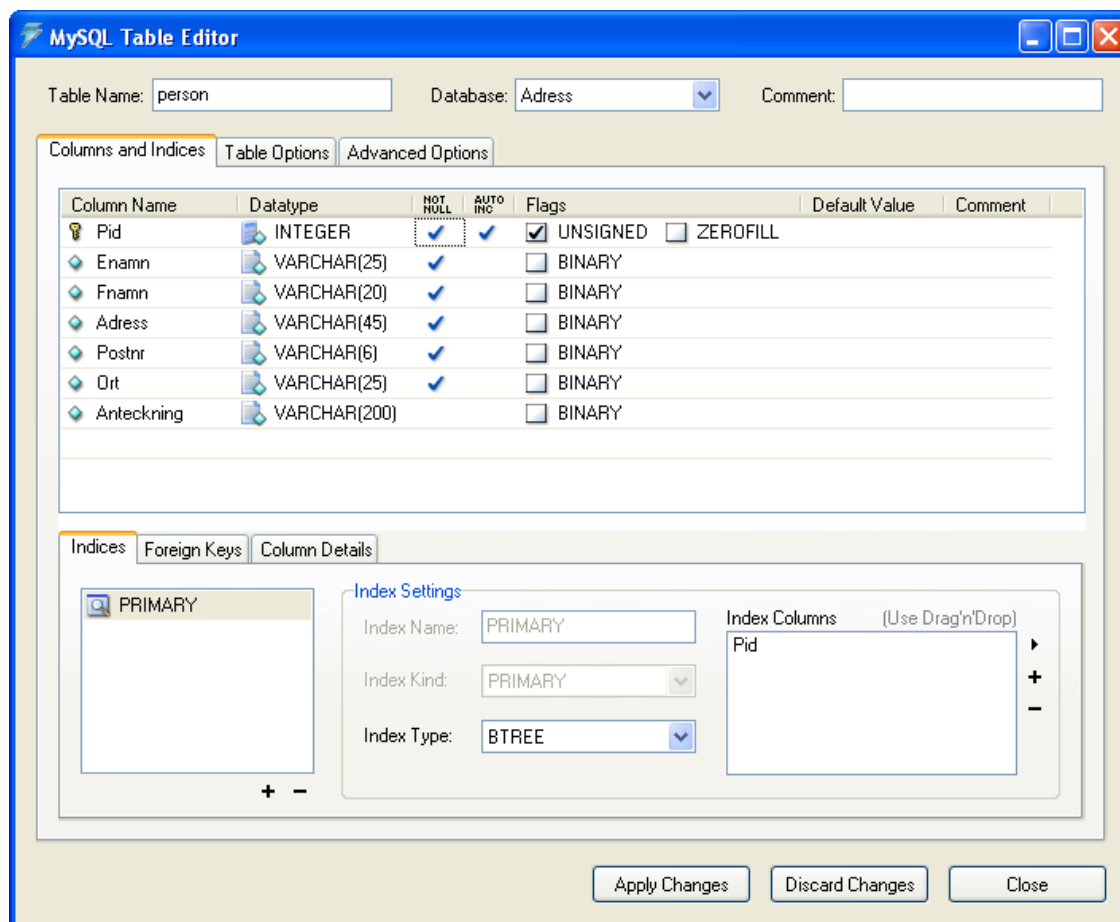 MySQL Table Editor
Table Name: person Database: Adress Comment:
Columns and Indices Table Options Advanced Options
Column Name Datatype NOT NULL AUTO INC Flags Default Value Comment
Pid INTEGER UNSIGNED ZEROFILL
Enamn VARCHAR(25) BINARY
Fnamn VARCHAR(20) BINARY
Adress VARCHAR(45) BINARY
Postnr VARCHAR(6) BINARY
Ort VARCHAR(25) BINARY
Anteckning VARCHAR(200) BINARY
Indices Foreign Keys Column Details
PRIMARY
Index Settings
Index Name: PRIMARY
Index Kind: PRIMARY
Index Type: BTREE
Index Columns (Use Drag'n'Drop)
Pid
Apply Changes Discard Changes Close